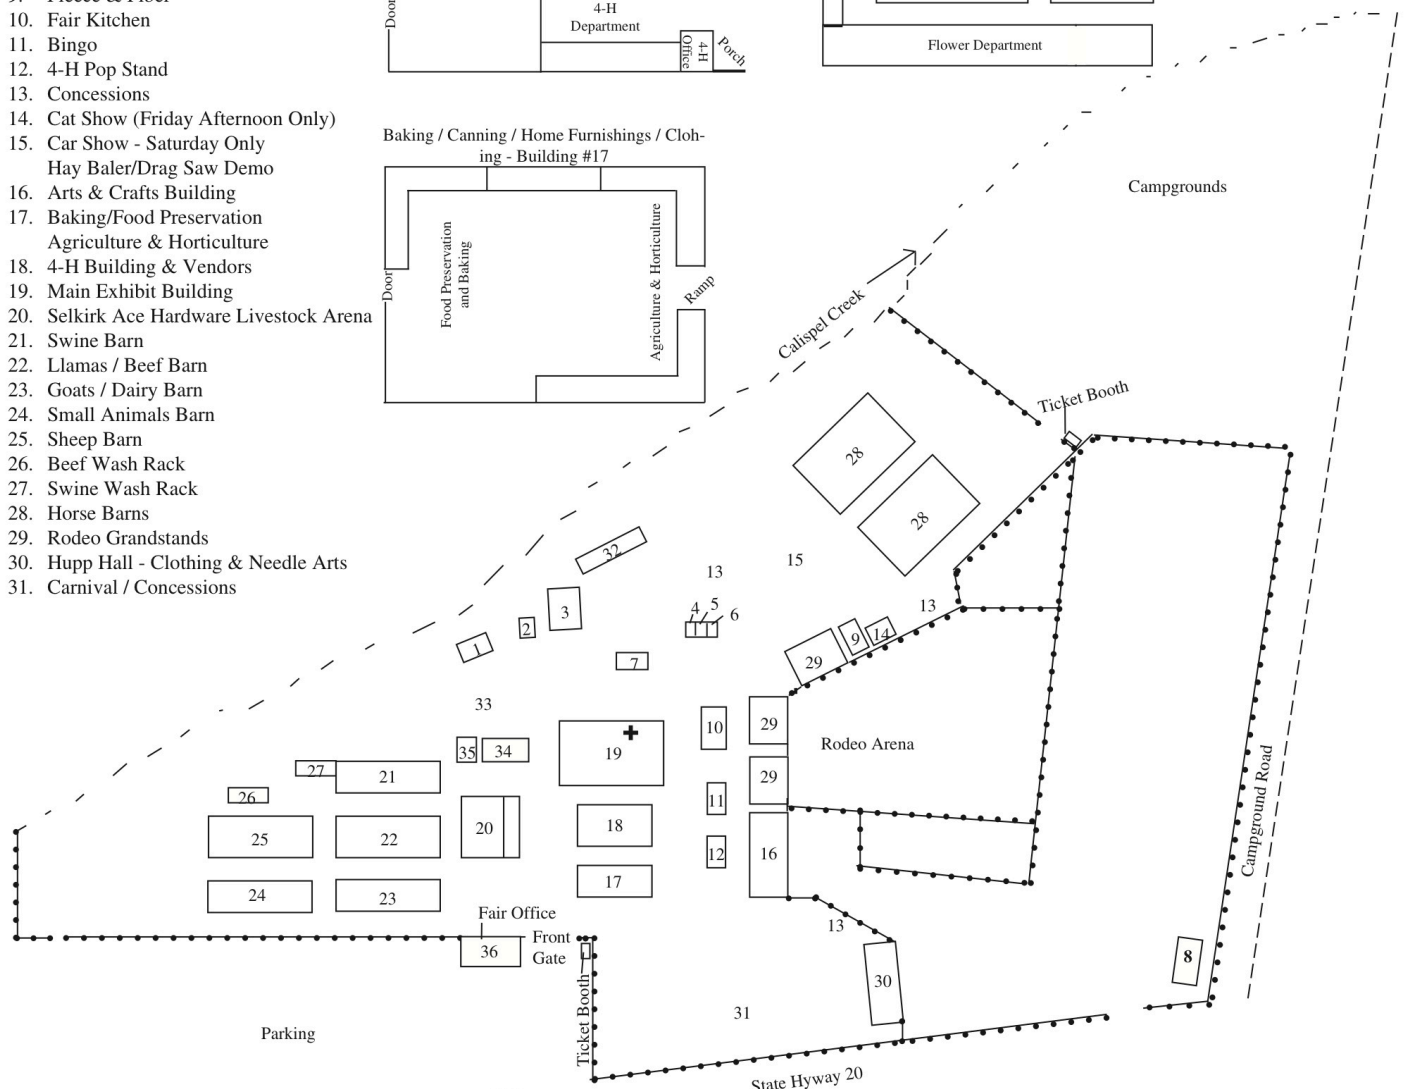 9. Fleece & Fiber
10. Fair Kitchen
11. Bingo
12. 4-H Pop Stand
13. Concessions
14. Cat Show (Friday Afternoon Only)
15. Car Show - Saturday Only
Hay Baler/Drag Saw Demo
16. Arts & Crafts Building
17. Baking/Food Preservation
Agriculture & Horticulture
18. 4-H Building & Vendors
19. Main Exhibit Building
20. Selkirk Ace Hardware Livestock Arena
21. Swine Barn
22. Llamas / Beef Barn
23. Goats / Dairy Barn
24. Small Animals Barn
25. Sheep Barn
26. Beef Wash Rack
27. Swine Wash Rack
28. Horse Barns
29. Rodeo Grandstands
30. Hupp Hall - Clothing & Needle Arts
31. Carnival / Concessions
Door
4-H
Department
4-H
Office
Porch
Flower Department
Baking / Canning / Home Furnishings / Cloh-
ing - Building #17
Door
Food Preservation
and Baking
Agriculture & Horticulture
Ramp
Campgrounds
Calispel Creek
Ticket Booth
28
28
32
13
15
3
2
1
4
5
6
7
13
9
14
29
33
10
29
Rodeo Arena
35
34
19
27
21
29
26
11
25
22
20
18
12
16
24
23
17
Fair Office
36
Front
Gate
Ticket Booth
13
30
31
8
Campground Road
Parking
State Hyway 20